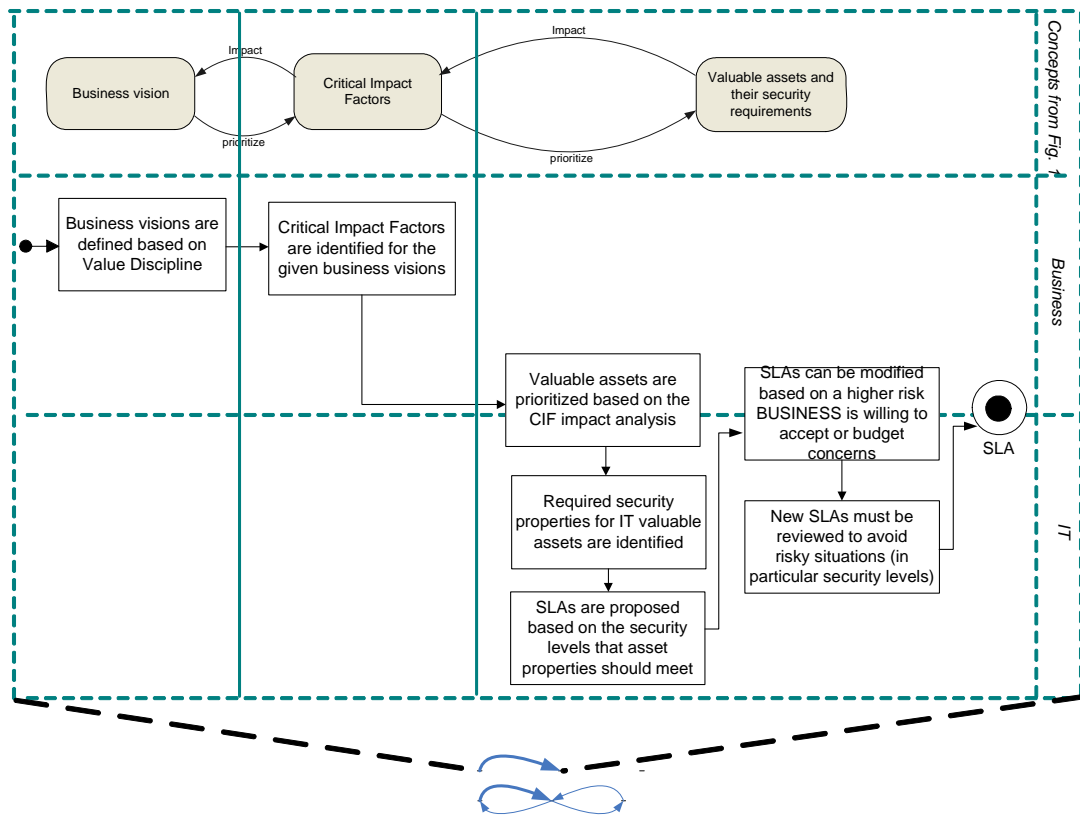 Impact
Impact
Business vision
Critical Impact
Factors
Valuable assets and
their security
requirements
prioritize
prioritize
Concepts from Fig. 1
Business visions are
defined based on
Value Discipline
Critical Impact Factors
are identified for the
given business visions
Business
Valuable assets are
prioritized based on the
CIF impact analysis
SLAs can be modified
based on a higher risk
BUSINESS is willing to
accept or budget
concerns
SLA
Required security
properties for IT valuable
assets are identified
New SLAs must be
reviewed to avoid
risky situations (in
particular security levels)
IT
SLAs are proposed
based on the security
levels that asset
properties should meet